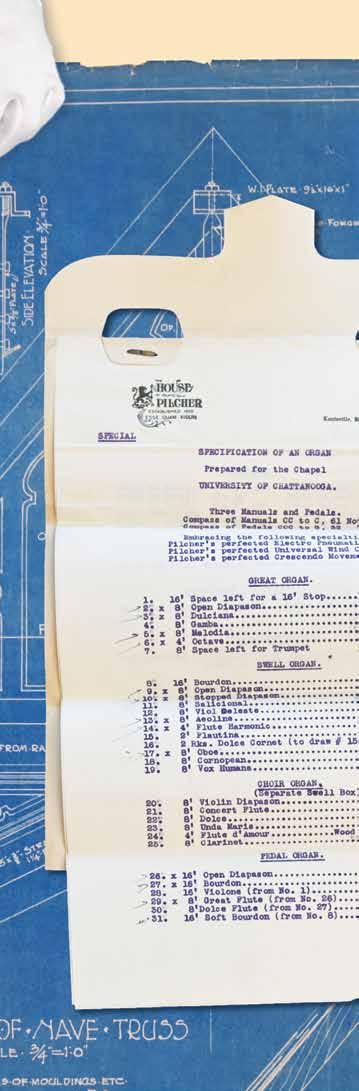 W.I. PLATE 9½"x16"x1"
SIDE ELEVATION.
SCALE 3/4"=1'-0"
HOUSE
PILCHER
ESTABLISHED
SPECIAL
SPECIFICATION OF AN ORGAN
Prepared for the Chapel
UNIVERSITY OF CHATTANOOGA.
Three Manuals and Pedals.
Compass of Manuals CC to C, 61 No
Compass of Pedals CCC to G, 32
Embracing the following specialti
Pilcher's perfected Electro Pneumati
Pilcher's perfected Universal Wind C
Pilcher's perfected Crescendo Movem
GREAT ORGAN.
1. 16' Space left for a 16' Stop.....
2. x 8' Open Diapason.....
3. x 8' Dulciana.....
4. 8' Gamba.....
5. x 8' Melodia.....
6. x 4' Octave.....
7. 8' Space left for Trumpet
SWELL ORGAN.
8. 16' Bourdon.....
9. x 8' Open Diapason.....
10. x 8' Stopped Diapason.....
11. 8' Salicional.....
12. 8' Viol Celeste.....
13. x 8' Aeoline.....
14. x 4' Flute Harmonic.....
15. 2' Flautina.....
16. 2 Rks. Dolce Cornet (to draw # 15
17. x 8' Oboe.....
18. 8' Cornopean.....
19. 8' Vox Humana.....
CHOIR ORGAN.
(Separate Swell Box)
20. 8' Violin Diapason.....
21. 8' Concert Flute.....
22. 8' Dolce.....
23. 8' Unda Maris.....
24. 4' Flute d'Amour.....Wood
25. 8' Clarinet.....
PEDAL ORGAN.
26. x 16' Open Diapason.....
27. x 16' Bourdon.....
28. 16' Violone (from No. 1).....
29. x 8' Great Flute (from No. 26).....
30. 8' Dolce Flute (from No. 27).....
31. 16' Soft Bourdon (from No. 8).....
FROM RA
OF • NAVE • TRUSS
LE • 3/4"=1'-0"
S-OF-MOULDINGS-ETC-